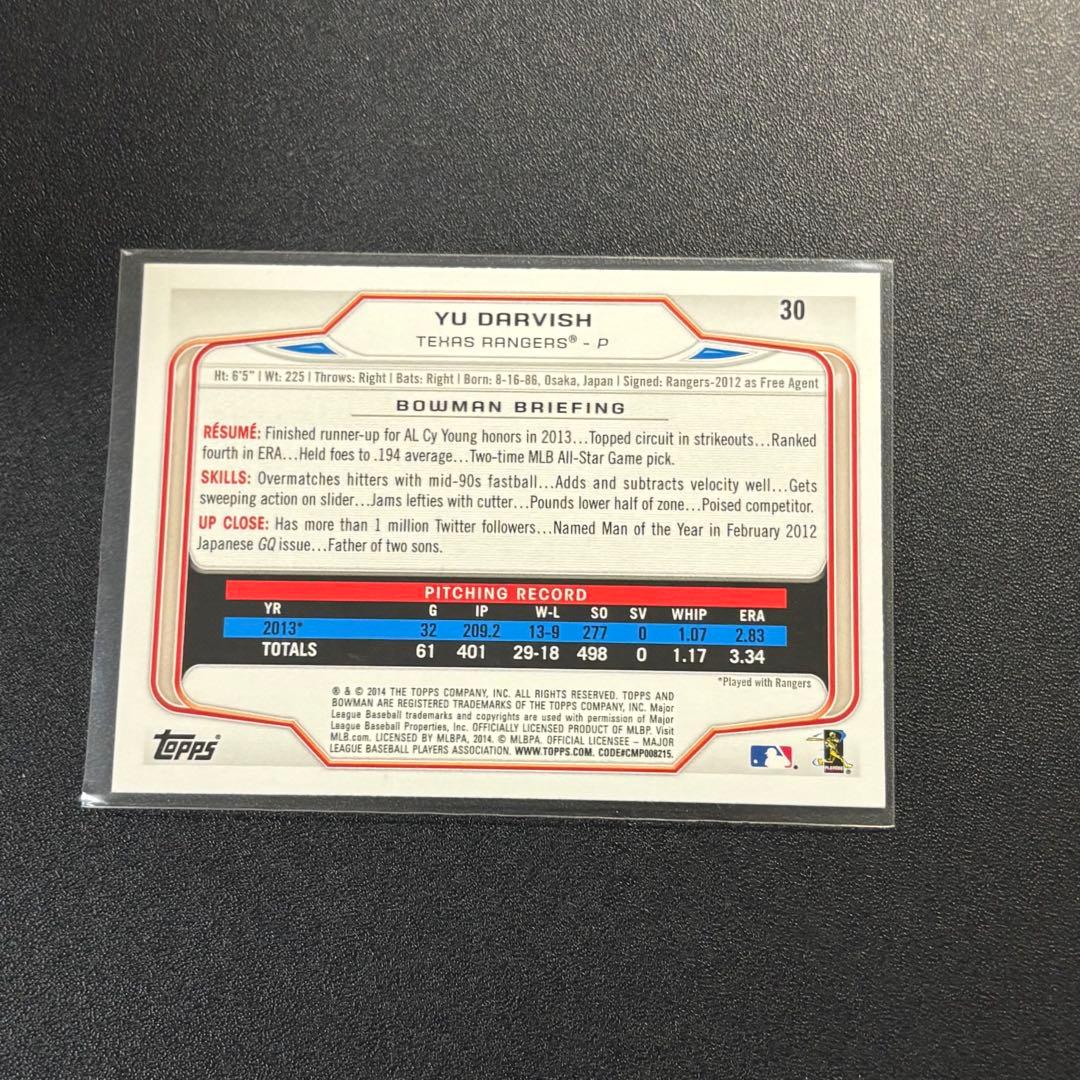 30
YU DARVISH
TEXAS RANGERS® - P
Ht: 6'5" | Wt: 225 | Throws: Right | Bats: Right | Born: 8-16-86, Osaka, Japan | Signed: Rangers-2012 as Free Agent
BOWMAN BRIEFING
RÉSUMÉ: Finished runner-up for AL Cy Young honors in 2013...Topped circuit in strikeouts...Ranked
fourth in ERA...Held foes to .194 average...Two-time MLB All-Star Game pick.
SKILLS: Overmatches hitters with mid-90s fastball...Adds and subtracts velocity well...Gets
sweeping action on slider...Jams lefties with cutter...Pounds lower half of zone...Poised competitor.
UP CLOSE: Has more than 1 million Twitter followers...Named Man of the Year in February 2012
Japanese GQ issue...Father of two sons.
PITCHING RECORD
YR G IP W-L SO SV WHIP ERA
2013* 32 209.2 13-9 277 0 1.07 2.83
TOTALS 61 401 29-18 498 0 1.17 3.34
*Played with Rangers
® & © 2014 THE TOPPS COMPANY, INC. ALL RIGHTS RESERVED. TOPPS AND
BOWMAN ARE REGISTERED TRADEMARKS OF THE TOPPS COMPANY, INC. Major
League Baseball trademarks and copyrights are used with permission of Major
League Baseball Properties, Inc. OFFICIALLY LICENSED PRODUCT OF MLBP. Visit
MLB.com. LICENSED BY MLBPA, 2014. © MLBPA. OFFICIAL LICENSEE - MAJOR
LEAGUE BASEBALL PLAYERS ASSOCIATION. WWW.TOPPS.COM. CODE#CMP008215.
Topps®